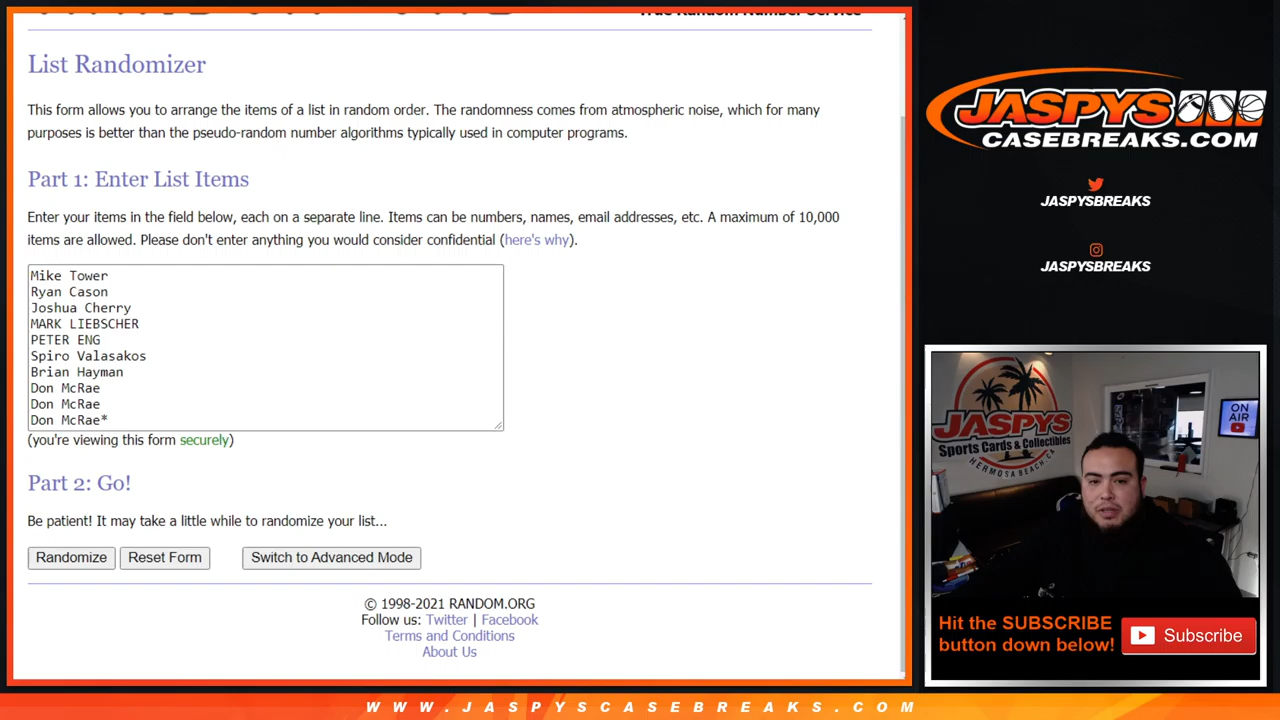 True Random Number Service
List Randomizer
This form allows you to arrange the items of a list in random order. The randomness comes from atmospheric noise, which for many
purposes is better than the pseudo-random number algorithms typically used in computer programs.
Part 1: Enter List Items
Enter your items in the field below, each on a separate line. Items can be numbers, names, email addresses, etc. A maximum of 10,000
items are allowed. Please don't enter anything you would consider confidential (here's why).
Mike Tower
Ryan Cason
Joshua Cherry
MARK LIEBSCHER
PETER ENG
Spiro Valasakos
Brian Hayman
Don McRae
Don McRae
Don McRae*
(you're viewing this form securely)
Part 2: Go!
Be patient! It may take a little while to randomize your list...
Randomize Reset Form Switch to Advanced Mode
© 1998-2021 RANDOM.ORG
Follow us: Twitter | Facebook
Terms and Conditions
About Us
JASPYS
CASEBREAKS.COM
JASPYSBREAKS
JASPYSBREAKS
JASPYS
Sports Cards & Collectibles
HERMOSA BEACH, CA
ON
AIR
Hit the SUBSCRIBE
button down below!
Subscribe
WWW.JASPYSCASEBREAKS.COM